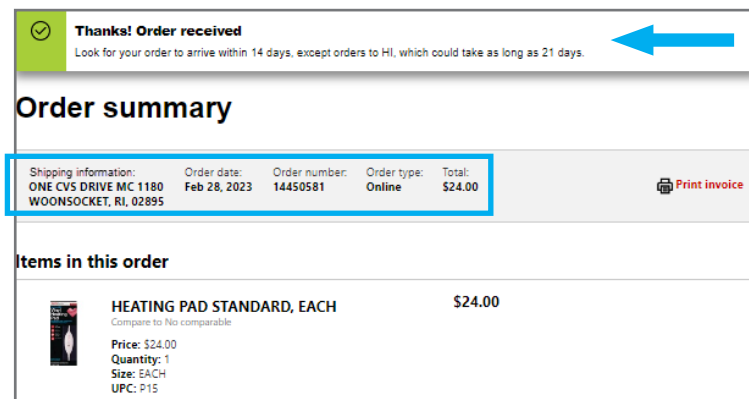 Thanks! Order received
Look for your order to arrive within 14 days, except orders to HI, which could take as long as 21 days.
Order summary
Shipping information: Order date: Order number: Order type: Total:
ONE CVS DRIVE MC 1180 Feb 28, 2023 14450581 Online $24.00
WOONSOCKET, RI, 02895
Print invoice
Items in this order
HEATING PAD STANDARD, EACH $24.00
Compare to No comparable
Price: $24.00
Quantity: 1
Size: EACH
UPC: P15